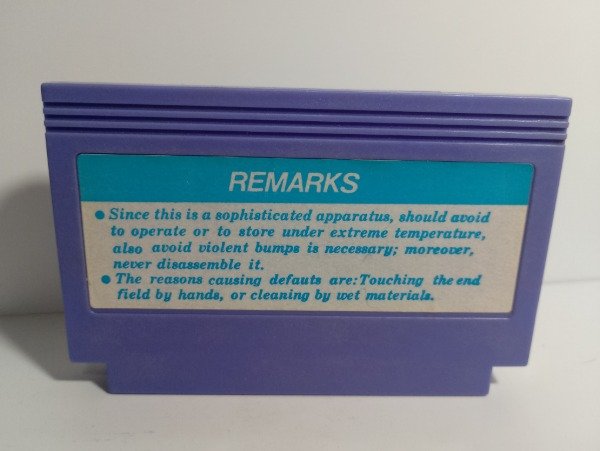 REMARKS
● Since this is a sophisticated apparatus, should avoid
to operate or to store under extreme temperature,
also avoid violent bumps is necessary; moreover,
never disassemble it.
● The reasons causing defauts are: Touching the end
field by hands, or cleaning by wet materials.